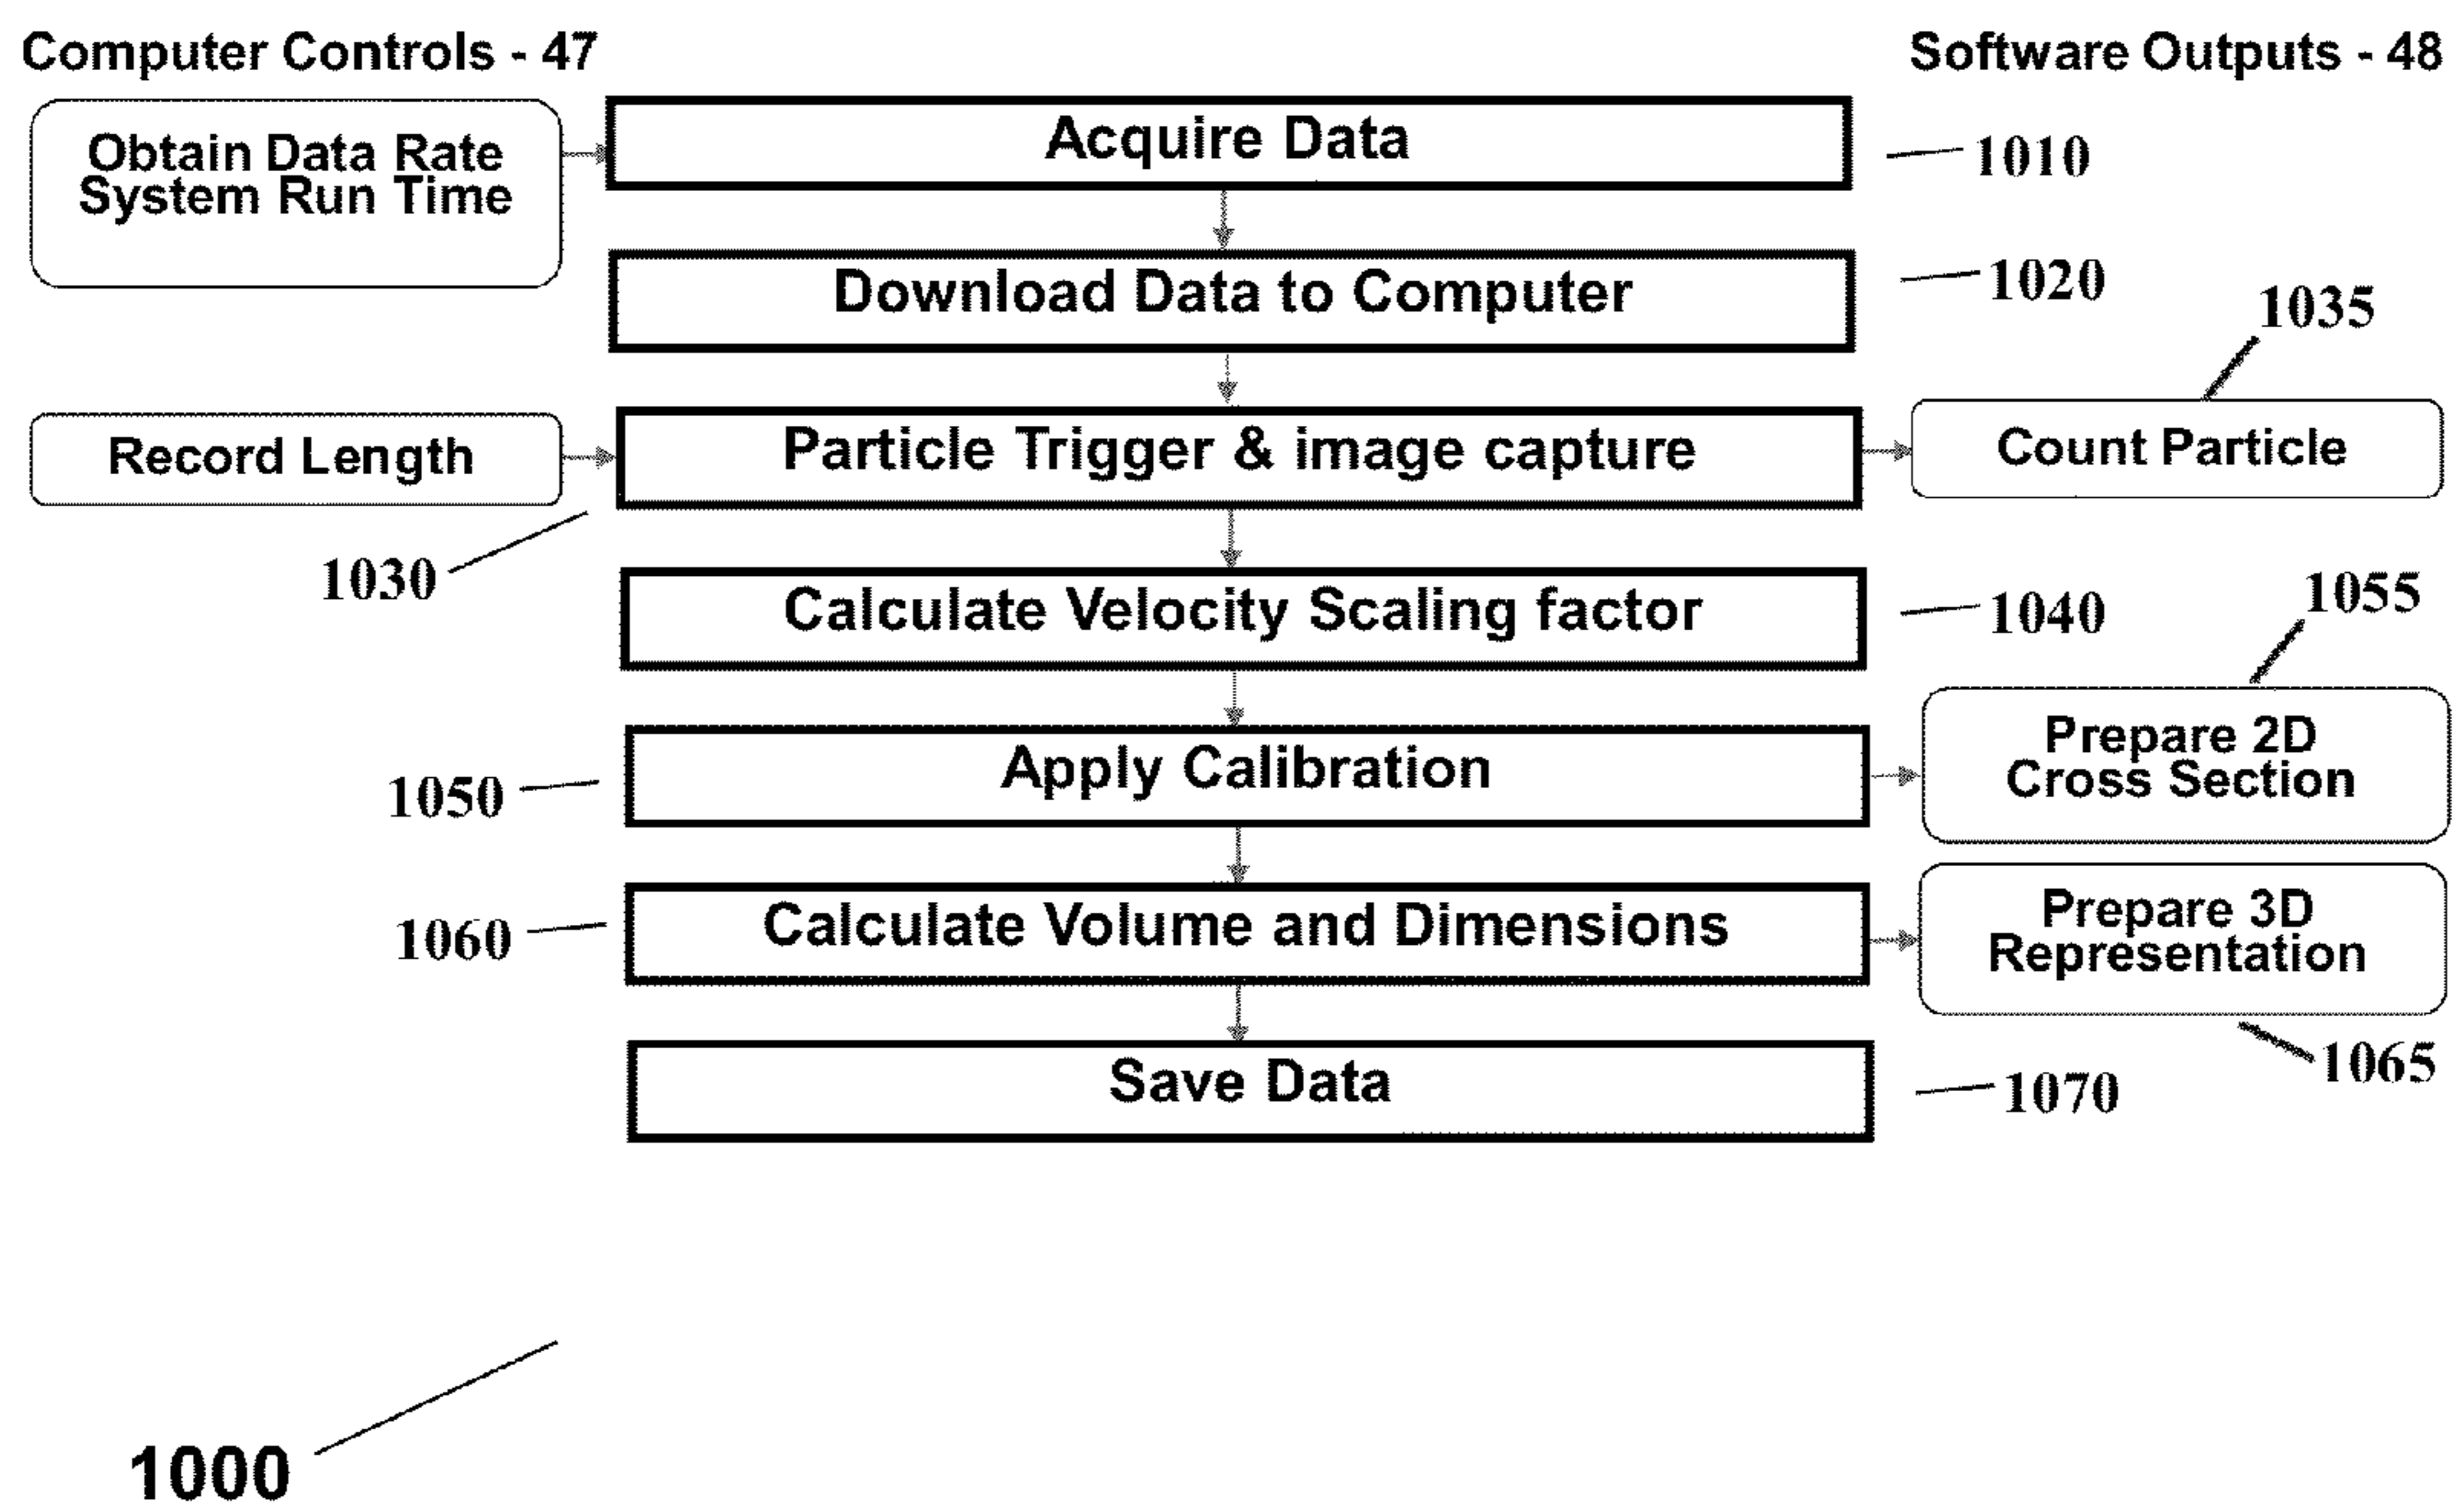 Computer Controls - 47
Software Outputs - 48
Obtain Data Rate
System Run Time
Acquire Data
1010
Download Data to Computer
1020
1035
Record Length
Particle Trigger & image capture
Count Particle
1030
Calculate Velocity Scaling factor
1040
1055
1050
Apply Calibration
Prepare 2D
Cross Section
1060
Calculate Volume and Dimensions
Prepare 3D
Representation
1065
Save Data
1070
1000